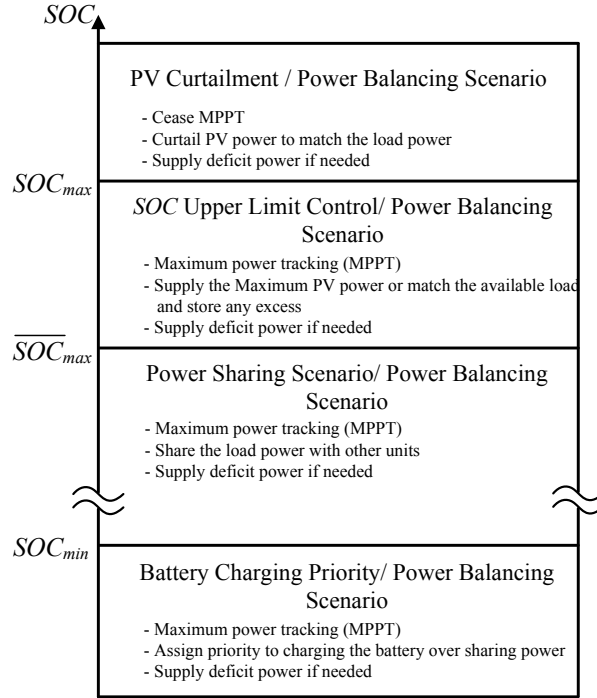 SOC
PV Curtailment / Power Balancing Scenario
- Cease MPPT
- Curtail PV power to match the load power
- Supply deficit power if needed
SOCmax
SOC Upper Limit Control/ Power Balancing
Scenario
- Maximum power tracking (MPPT)
- Supply the Maximum PV power or match the available load
and store any excess
- Supply deficit power if needed
SOCmax
Power Sharing Scenario/ Power Balancing
Scenario
- Maximum power tracking (MPPT)
- Share the load power with other units
- Supply deficit power if needed
SOCmin
Battery Charging Priority/ Power Balancing
Scenario
- Maximum power tracking (MPPT)
- Assign priority to charging the battery over sharing power
- Supply deficit power if needed